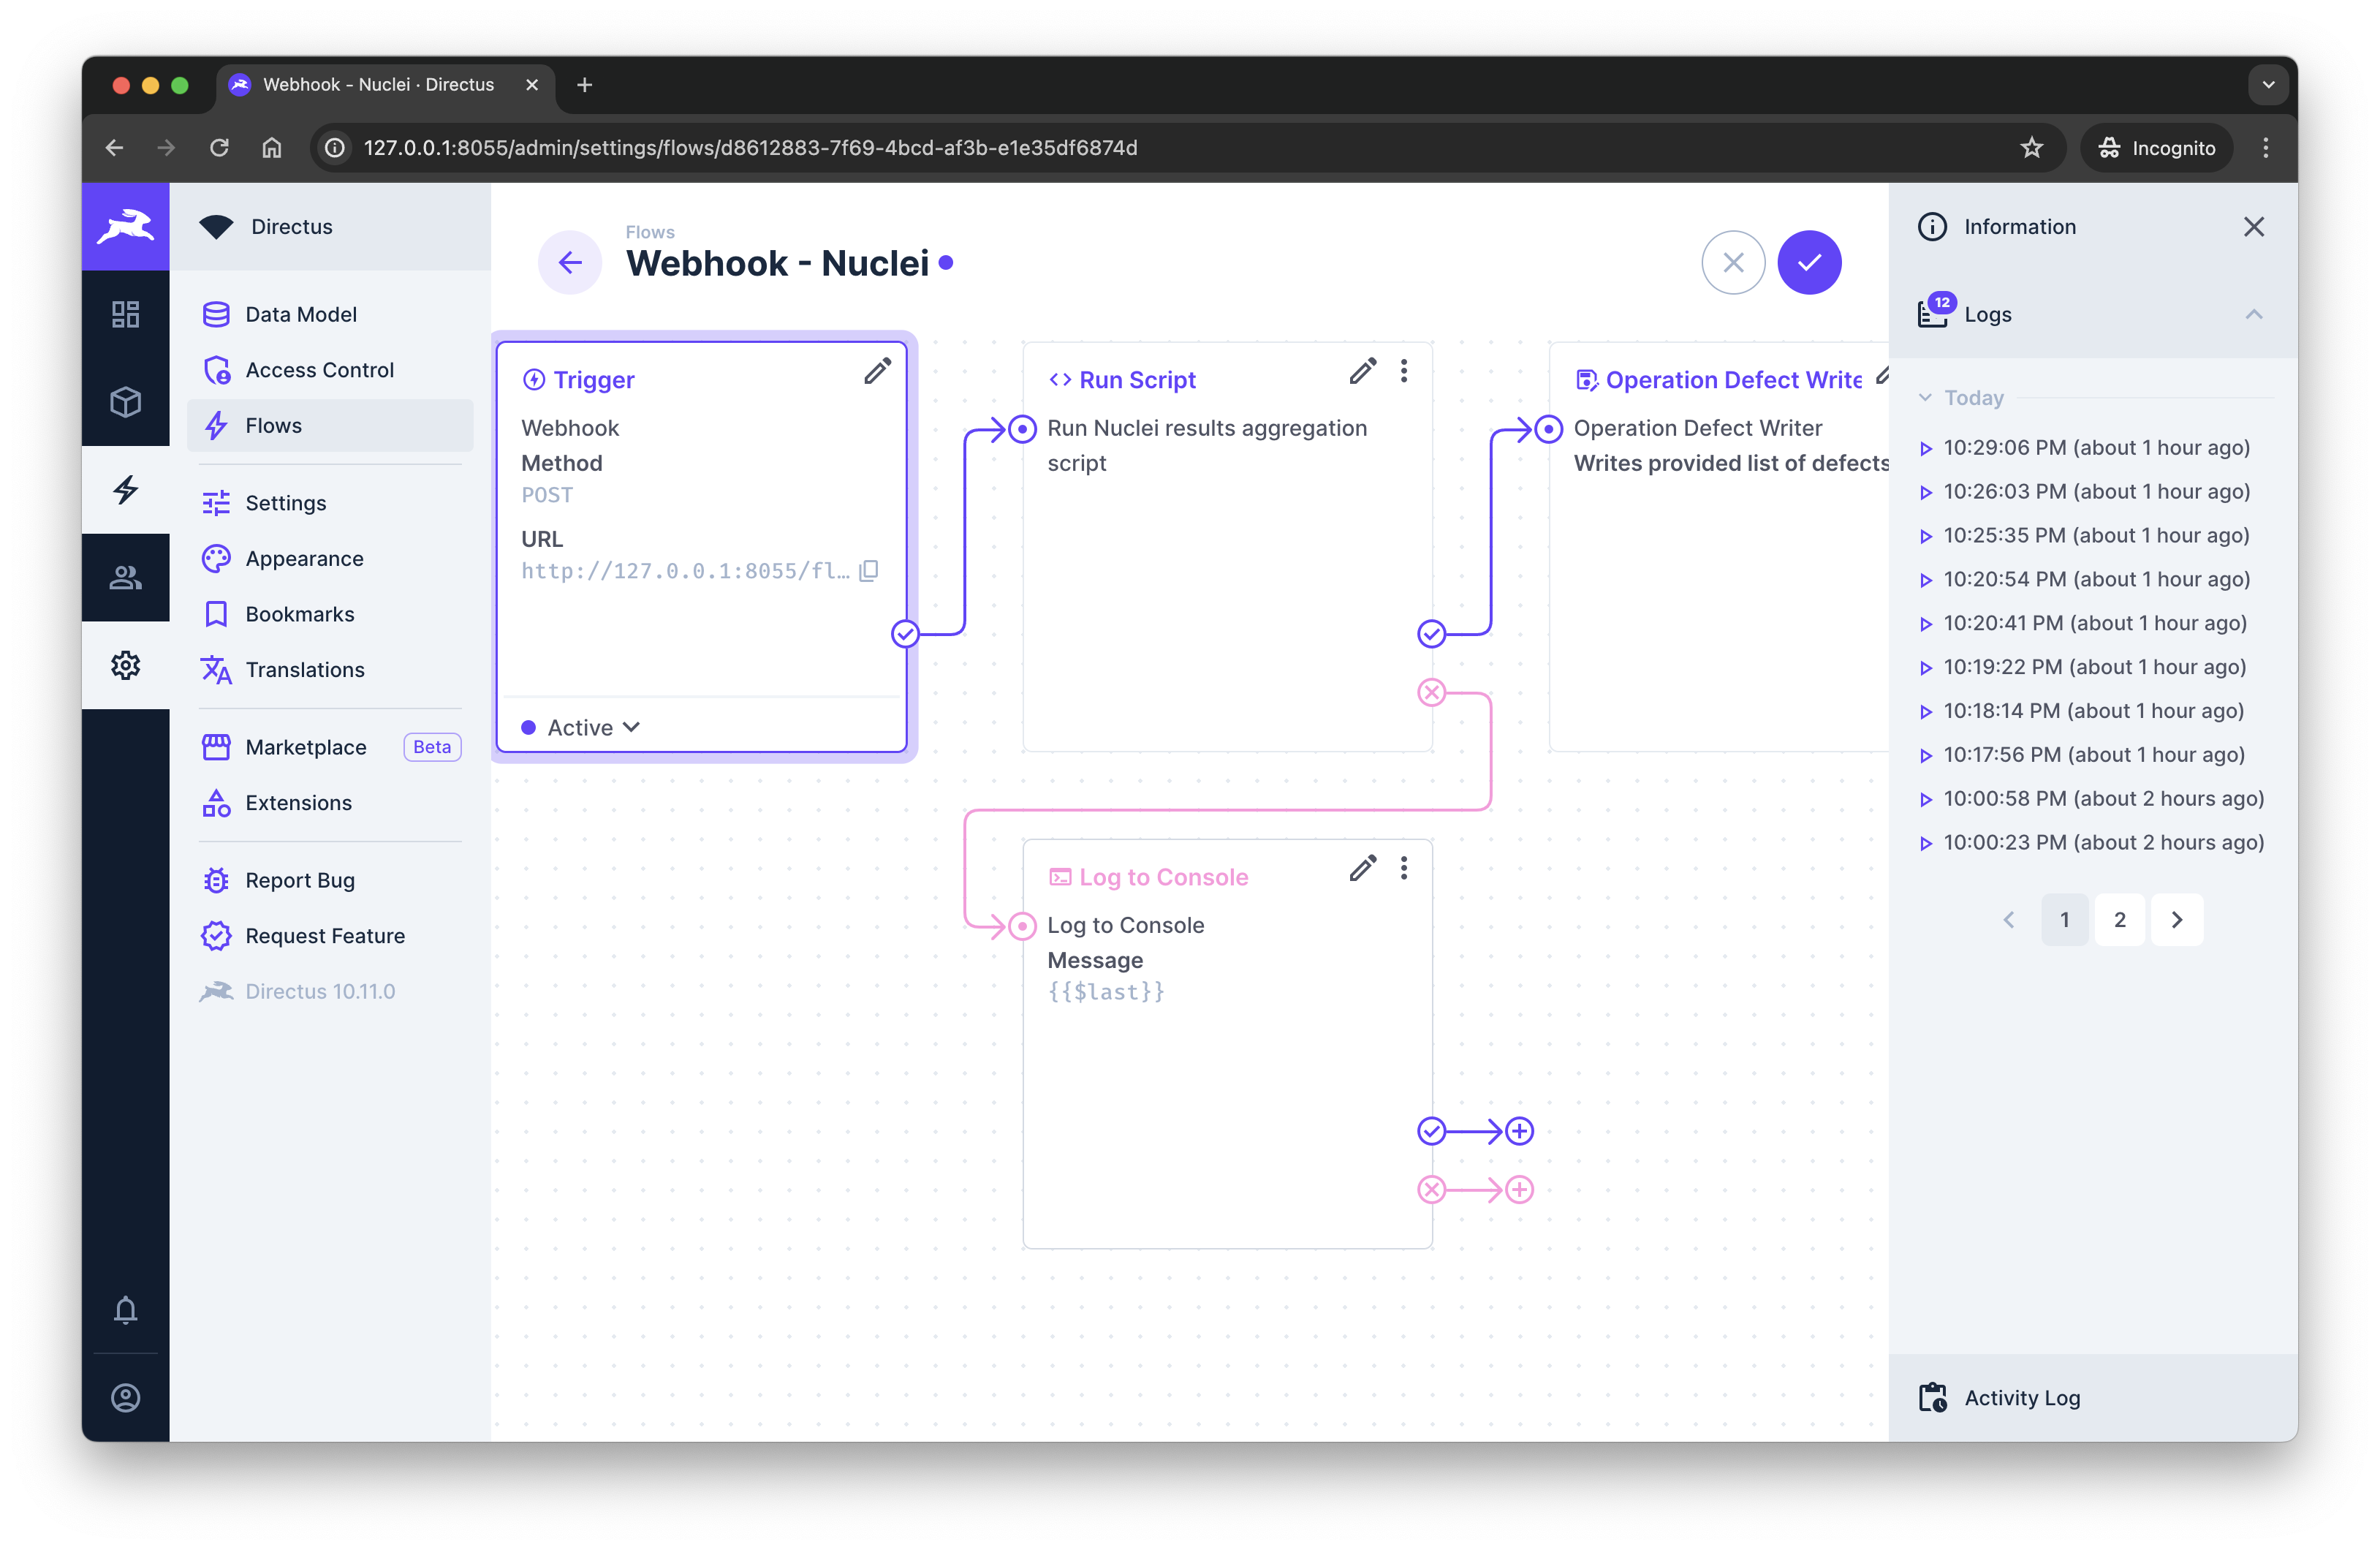 Webhook - Nuclei · Directus
127.0.0.1:8055/admin/settings/flows/d8612883-7f69-4bcd-af3b-e1e35df6874d
Incognito
Directus
Data Model
Access Control
Flows
Settings
Appearance
Bookmarks
Translations
Marketplace
Beta
Extensions
Report Bug
Request Feature
Directus 10.11.0
Flows
Webhook - Nuclei
Trigger
Webhook
Method
POST
URL
http://127.0.0.1:8055/fl…
Active
Run Script
Run Nuclei results aggregation
script
Operation Defect Write
Operation Defect Writer
Writes provided list of defects
Log to Console
Log to Console
Message
{{$last}}
Information
12
Logs
Today
10:29:06 PM (about 1 hour ago)
10:26:03 PM (about 1 hour ago)
10:25:35 PM (about 1 hour ago)
10:20:54 PM (about 1 hour ago)
10:20:41 PM (about 1 hour ago)
10:19:22 PM (about 1 hour ago)
10:18:14 PM (about 1 hour ago)
10:17:56 PM (about 1 hour ago)
10:00:58 PM (about 2 hours ago)
10:00:23 PM (about 2 hours ago)
1
2
Activity Log